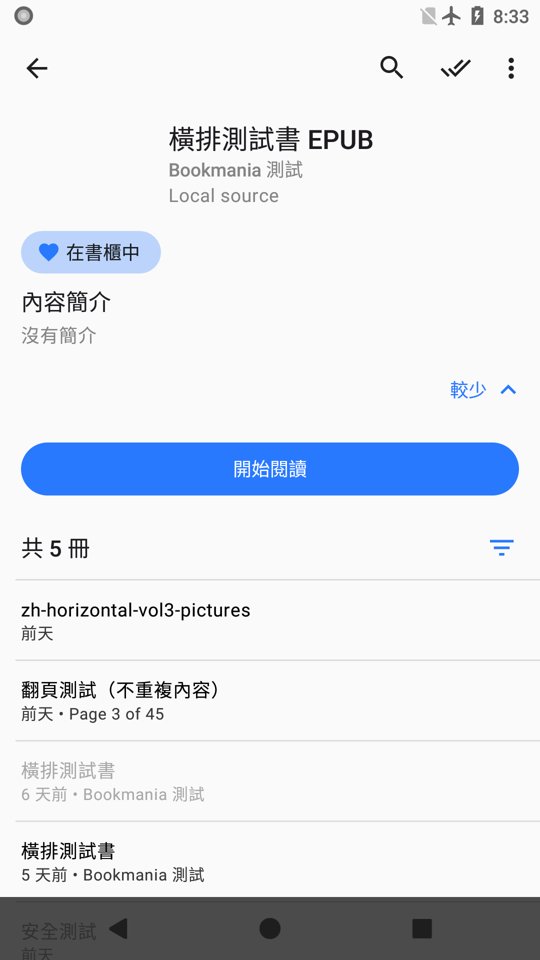 8:33
橫排測試書 EPUB
Bookmania 測試
Local source
在書櫃中
內容簡介
沒有簡介
較少
開始閱讀
共 5 冊
zh-horizontal-vol3-pictures
前天
翻頁測試（不重複內容）
前天 • Page 3 of 45
橫排測試書
6 天前 • Bookmania 測試
橫排測試書
5 天前 • Bookmania 測試
安全測試
前天